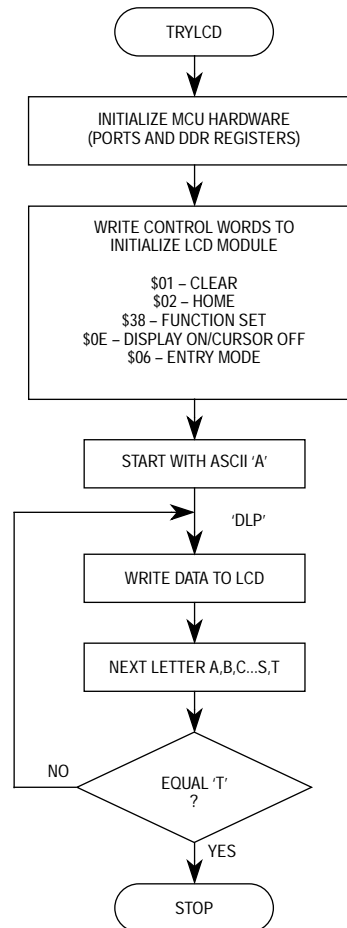 TRYLCD
INITIALIZE MCU HARDWARE
(PORTS AND DDR REGISTERS)
WRITE CONTROL WORDS TO
INITIALIZE LCD MODULE
$01 – CLEAR
$02 – HOME
$38 – FUNCTION SET
$0E – DISPLAY ON/CURSOR OFF
$06 – ENTRY MODE
START WITH ASCII ‘A’
‘DLP’
WRITE DATA TO LCD
NEXT LETTER A,B,C...S,T
NO
EQUAL ‘T’
?
YES
STOP